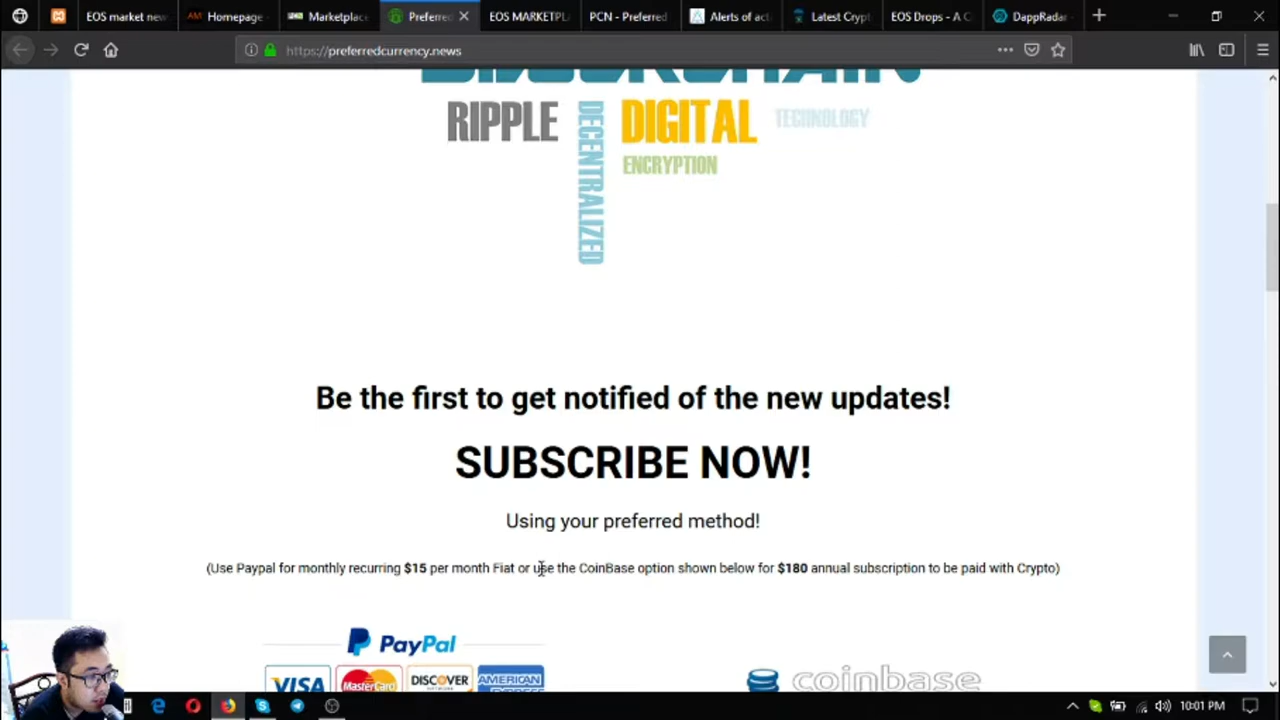 EOS market new
Homepage
Marketplac
Preferred
EOS MARKETPL
PCN - Preferred
Alerts of act
Latest Crypt
EOS Drops - A C
DappRadar
https://preferredcurrency.news
BLOCKCHAIN
RIPPLE
DECENTRALIZED
DIGITAL
TECHNOLOGY
ENCRYPTION
Be the first to get notified of the new updates!
SUBSCRIBE NOW!
Using your preferred method!
(Use Paypal for monthly recurring $15 per month Fiat or use the CoinBase option shown below for $180 annual subscription to be paid with Crypto)
PayPal
VISA
MasterCard
DISCOVER
AMERICAN
coinbase
10:01 PM